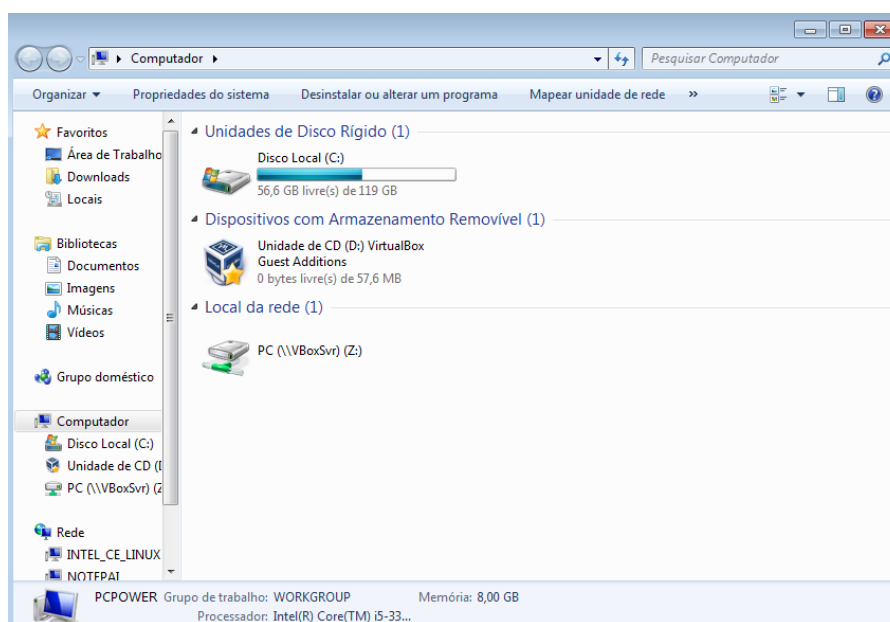 Computador
Pesquisar Computador
Organizar
Propriedades do sistema
Desinstalar ou alterar um programa
Mapear unidade de rede
»
Favoritos
Área de Trabalho
Downloads
Locais
Bibliotecas
Documentos
Imagens
Músicas
Vídeos
Grupo doméstico
Computador
Disco Local (C:)
Unidade de CD (
PC (\\VBoxSvr) (Z
Rede
INTEL_CE_LINUX
NOTEPAI
Unidades de Disco Rígido (1)
Disco Local (C:)
56,6 GB livre(s) de 119 GB
Dispositivos com Armazenamento Removível (1)
Unidade de CD (D:) VirtualBox
Guest Additions
0 bytes livre(s) de 57,6 MB
Local da rede (1)
PC (\\VBoxSvr) (Z:)
PCPOWER Grupo de trabalho: WORKGROUP Memória: 8,00 GB
Processador: Intel(R) Core(TM) i5-33...